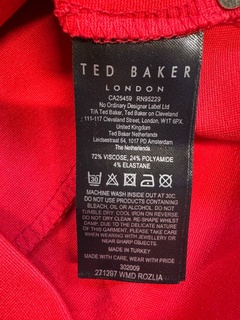 TED BAKER
LONDON
CA25459 RN95229
No Ordinary Designer Label Ltd
T/A Ted Baker, Ted Baker on Cleveland
111-117 Cleveland Street, London, W1T 6PX.
United Kingdom
Ted Baker Netherlands
Leidsestraat 64, 1017 PD Amsterdam
The Netherlands
72% VISCOSE, 24% POLYAMIDE
4% ELASTANE
30
MACHINE WASH INSIDE OUT AT 30C
DO NOT USE PRODUCTS CONTAINING
BLEACH, OIL OR ALCOHOL. DO NOT
TUMBLE DRY. COOL IRON ON REVERSE
DO NOT DRY CLEAN. RE-SHAPE WHILST
DAMP. DUE TO THE DELICATE NATURE
OF THIS GARMENT, PLEASE TAKE CARE
WHEN WEARING WITH JEWELLERY OR
NEAR SHARP OBJECTS
MADE IN TURKEY
MADE WITH CARE, WEAR WITH PRIDE
302009
271297 WMD ROZLIA